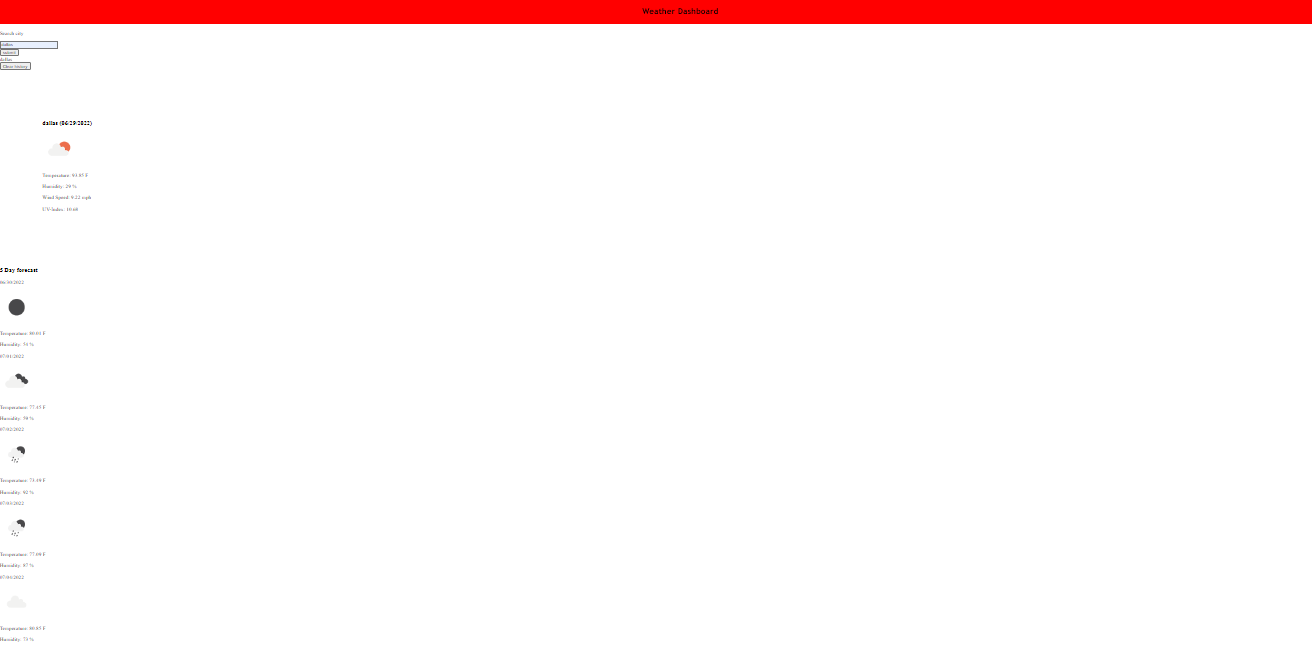 Weather Dashboard
Search city
dallas
submit
dallas
Clear history
dallas (06/29/2022)
Temperature: 93.85 F
Humidity: 29 %
Wind Speed: 9.22 mph
UV-Index: 10.68
5 Day forecast
06/30/2022
Temperature: 80.01 F
Humidity: 54 %
07/01/2022
Temperature: 77.45 F
Humidity: 59 %
07/02/2022
Temperature: 73.49 F
Humidity: 92 %
07/03/2022
Temperature: 77.09 F
Humidity: 87 %
07/04/2022
Temperature: 80.87 F
Humidity: 73 %